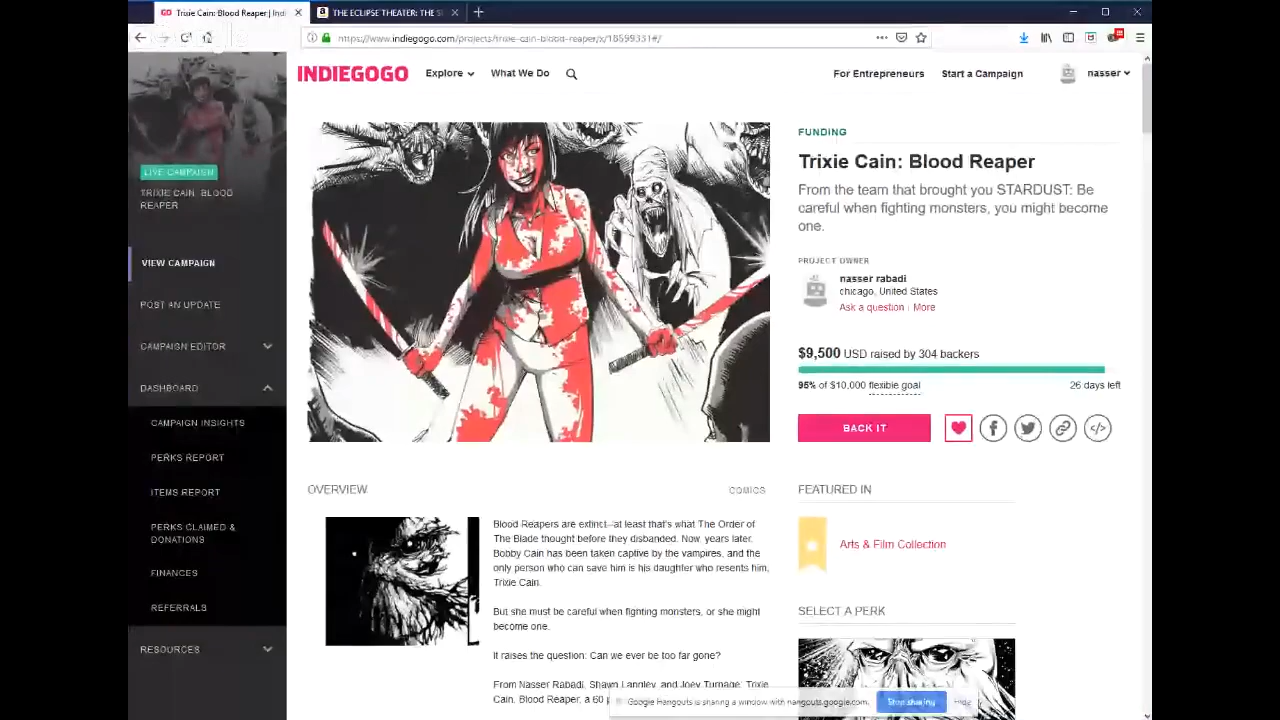 Trixie Cain: Blood Reaper | Ind
THE ECLIPSE THEATER: THE S
https://www.indiegogo.com/projects/trixie-cain-blood-reaper/x/18599331#/
INDIEGOGO
Explore
What We Do
For Entrepreneurs
Start a Campaign
nasser
LIVE CAMPAIGN
TRIXIE CAIN: BLOOD
REAPER
VIEW CAMPAIGN
POST AN UPDATE
CAMPAIGN EDITOR
DASHBOARD
CAMPAIGN INSIGHTS
PERKS REPORT
ITEMS REPORT
PERKS CLAIMED &
DONATIONS
FINANCES
REFERRALS
RESOURCES
FUNDING
Trixie Cain: Blood Reaper
From the team that brought you STARDUST: Be
careful when fighting monsters, you might become
one.
PROJECT OWNER
nasser rabadi
chicago, United States
Ask a question | More
$9,500 USD raised by 304 backers
95% of $10,000 flexible goal
26 days left
BACK IT
OVERVIEW
COMICS
Blood Reapers are extinct--at least that's what The Order of
The Blade thought before they disbanded. Now, years later,
Bobby Cain has been taken captive by the vampires, and the
only person who can save him is his daughter who resents him,
Trixie Cain.
But she must be careful when fighting monsters, or she might
become one.
It raises the question: Can we ever be too far gone?
From Nasser Rabadi, Shawn Langley, and Joey Turnage: Trixie
Cain, Blood Reaper, a 60 p
FEATURED IN
Arts & Film Collection
SELECT A PERK
Google Hangouts is sharing a window with hangouts.google.com.
Stop sharing
Hide